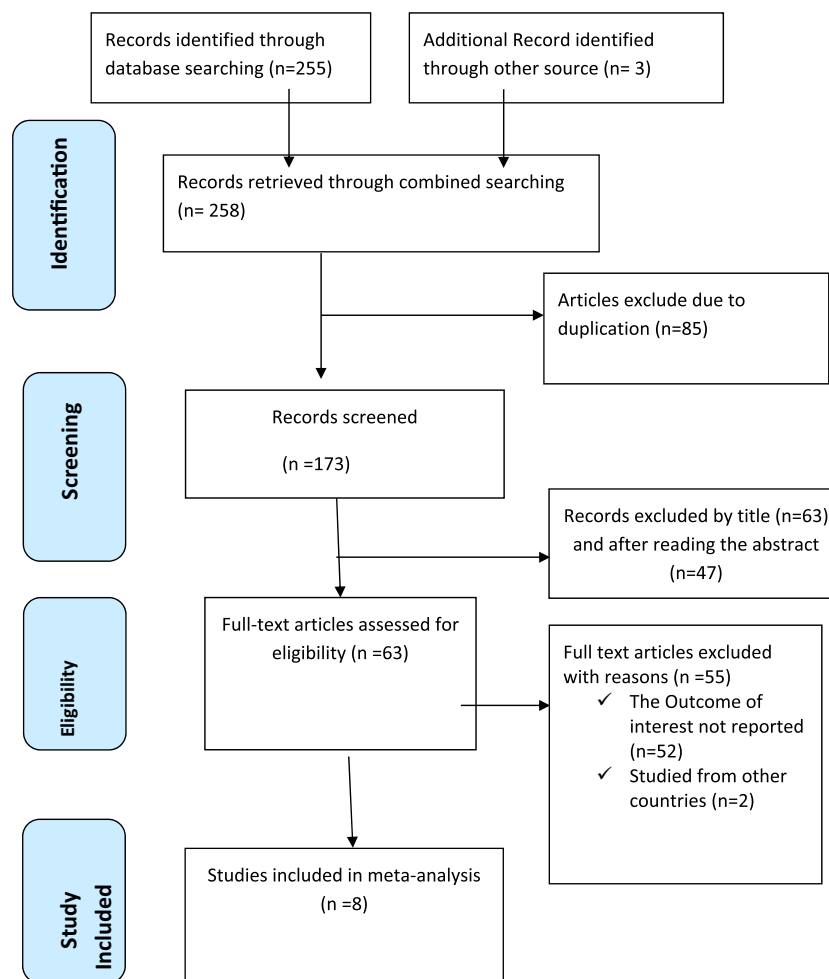 Records identified through
database searching (n=255)
Additional Record identified
through other source (n= 3)
Identification
Records retrieved through combined searching
(n= 258)
Articles exclude due to
duplication (n=85)
Screening
Records screened
(n =173)
Records excluded by title (n=63)
and after reading the abstract
(n=47)
Eligibility
Full-text articles assessed for
eligibility (n =63)
Full text articles excluded
with reasons (n =55)
✓ The Outcome of
interest not reported
(n=52)
✓ Studied from other
countries (n=2)
Study
Included
Studies included in meta-analysis
(n =8)